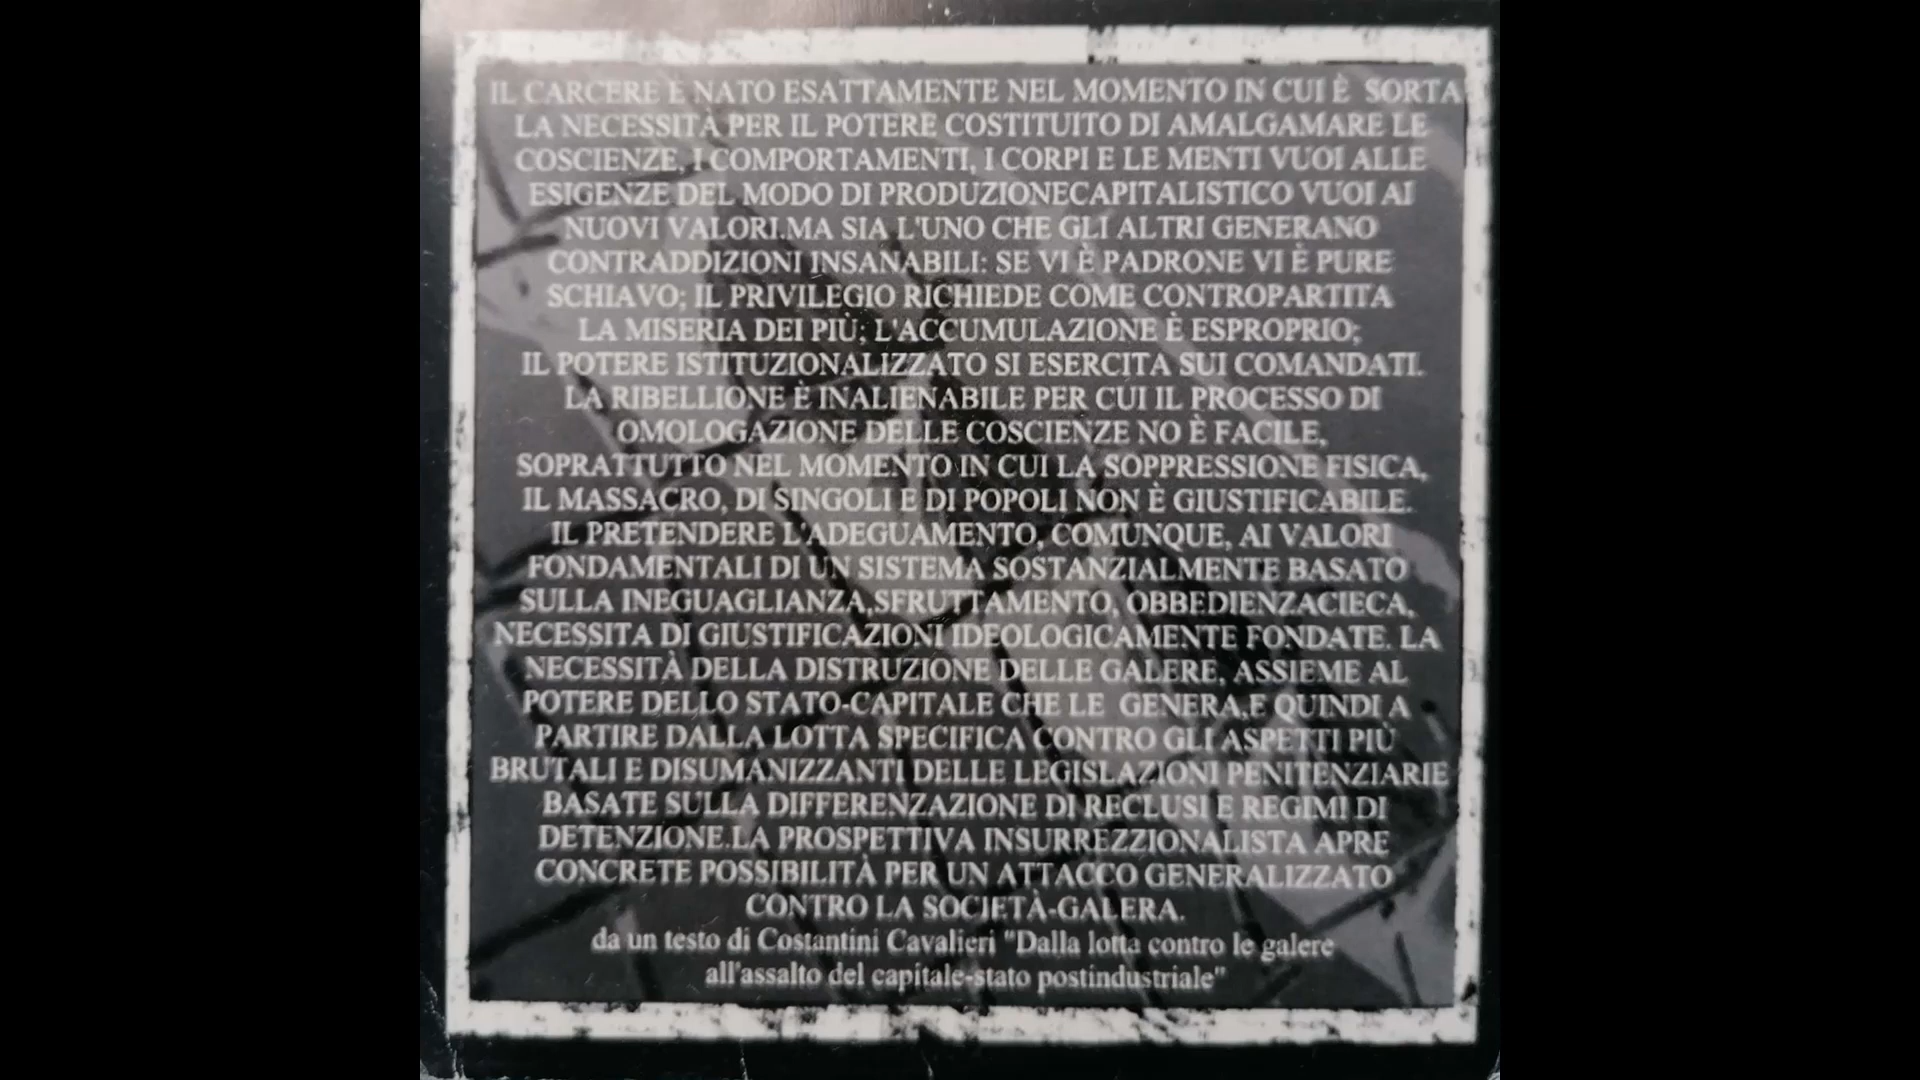 IL CARCERE E NATO ESATTAMENTE NEL MOMENTO IN CUI È SORTA
LA NECESSITÀ PER IL POTERE COSTITUITO DI AMALGAMARE LE
COSCIENZE, I COMPORTAMENTI, I CORPI E LE MENTI VUOI ALLE
ESIGENZE DEL MODO DI PRODUZIONECAPITALISTICO VUOI AI
NUOVI VALORI.MA SIA L'UNO CHE GLI ALTRI GENERANO
CONTRADDIZIONI INSANABILI: SE VI È PADRONE VI È PURE
SCHIAVO; IL PRIVILEGIO RICHIEDE COME CONTROPARTITA
LA MISERIA DEI PIÙ; L'ACCUMULAZIONE È ESPROPRIO;
IL POTERE ISTITUZIONALIZZATO SI ESERCITA SUI COMANDATI.
LA RIBELLIONE È INALIENABILE PER CUI IL PROCESSO DI
OMOLOGAZIONE DELLE COSCIENZE NO È FACILE,
SOPRATTUTTO NEL MOMENTO IN CUI LA SOPPRESSIONE FISICA,
IL MASSACRO, DI SINGOLI E DI POPOLI NON È GIUSTIFICABILE.
IL PRETENDERE L'ADEGUAMENTO, COMUNQUE, AI VALORI
FONDAMENTALI DI UN SISTEMA SOSTANZIALMENTE BASATO
SULLA INEGUAGLIANZA,SFRUTTAMENTO, OBBEDIENZACIECA,
NECESSITA DI GIUSTIFICAZIONI IDEOLOGICAMENTE FONDATE. LA
NECESSITÀ DELLA DISTRUZIONE DELLE GALERE, ASSIEME AL
POTERE DELLO STATO-CAPITALE CHE LE GENERA,E QUINDI A
PARTIRE DALLA LOTTA SPECIFICA CONTRO GLI ASPETTI PIÙ
BRUTALI E DISUMANIZZANTI DELLE LEGISLAZIONI PENITENZIARIE
BASATE SULLA DIFFERENZAZIONE DI RECLUSI E REGIMI DI
DETENZIONE.LA PROSPETTIVA INSURREZZIONALISTA APRE
CONCRETE POSSIBILITÀ PER UN ATTACCO GENERALIZZATO
CONTRO LA SOCIETÀ-GALERA.
da un testo di Costantini Cavalieri "Dalla lotta contro le galere
all'assalto del capitale-stato postindustriale"